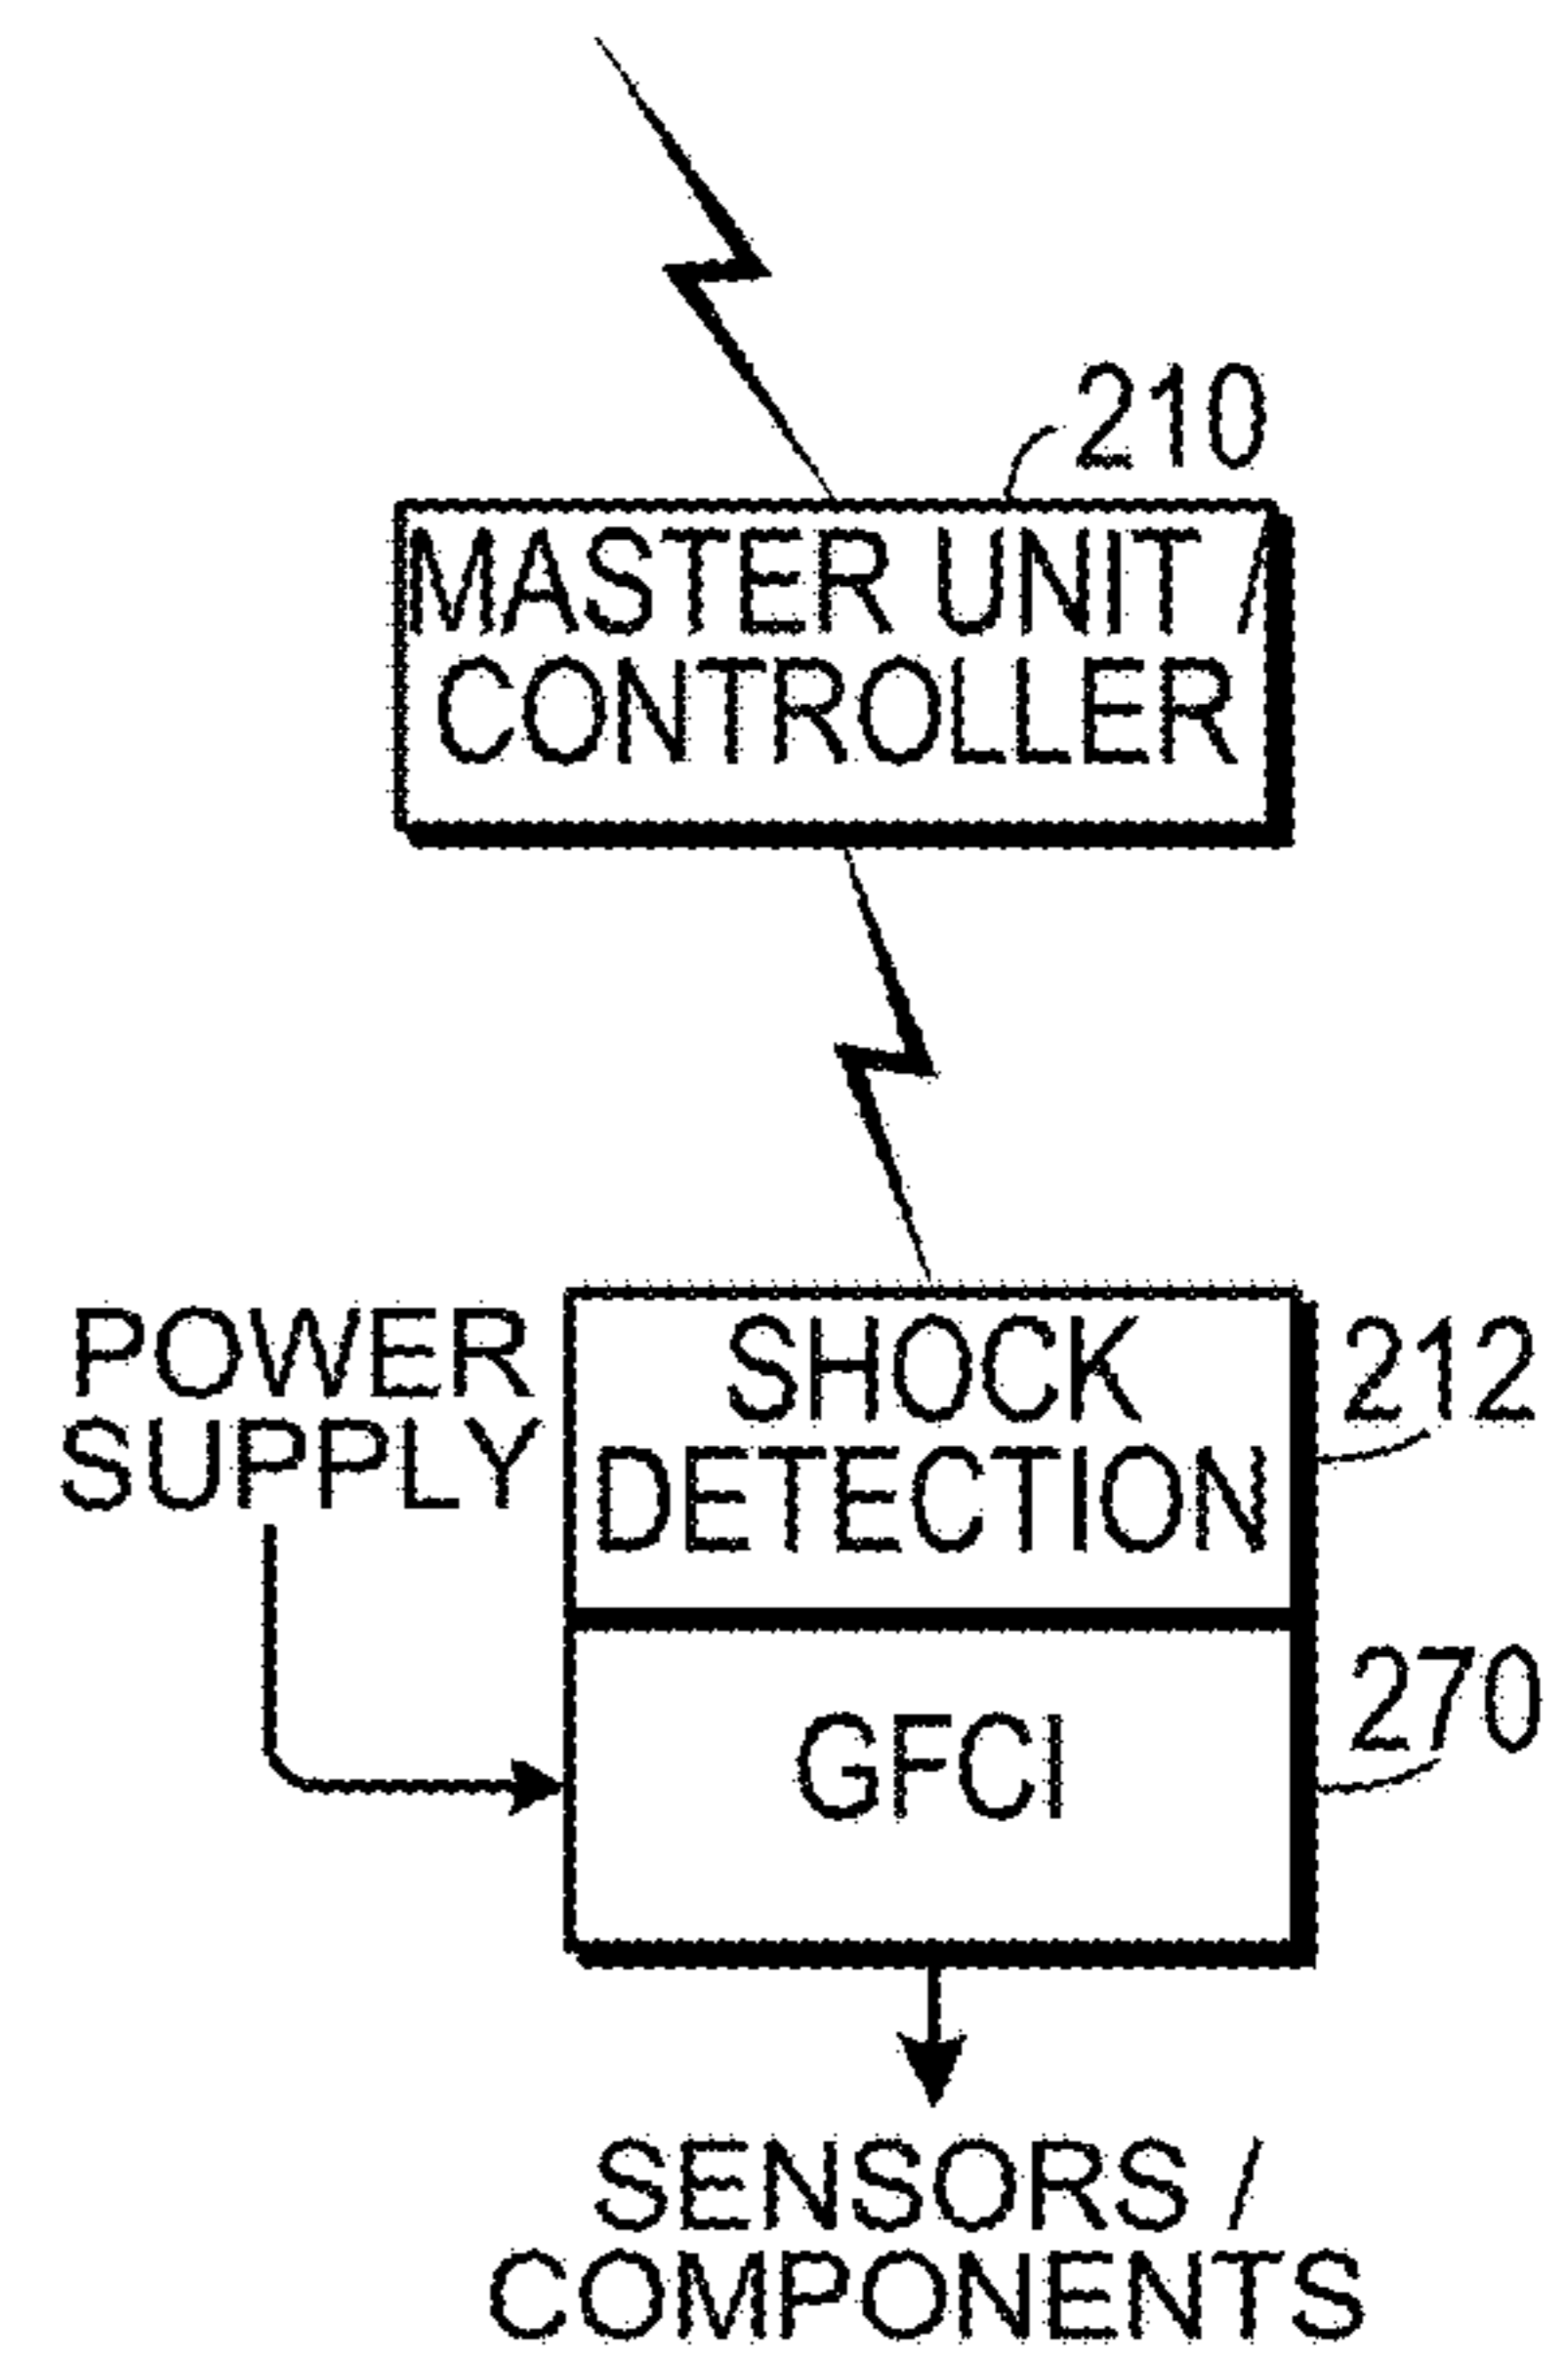 210
MASTER UNIT /
CONTROLLER
POWER
SUPPLY
SHOCK
DETECTION
212
GFCI
270
SENSORS /
COMPONENTS